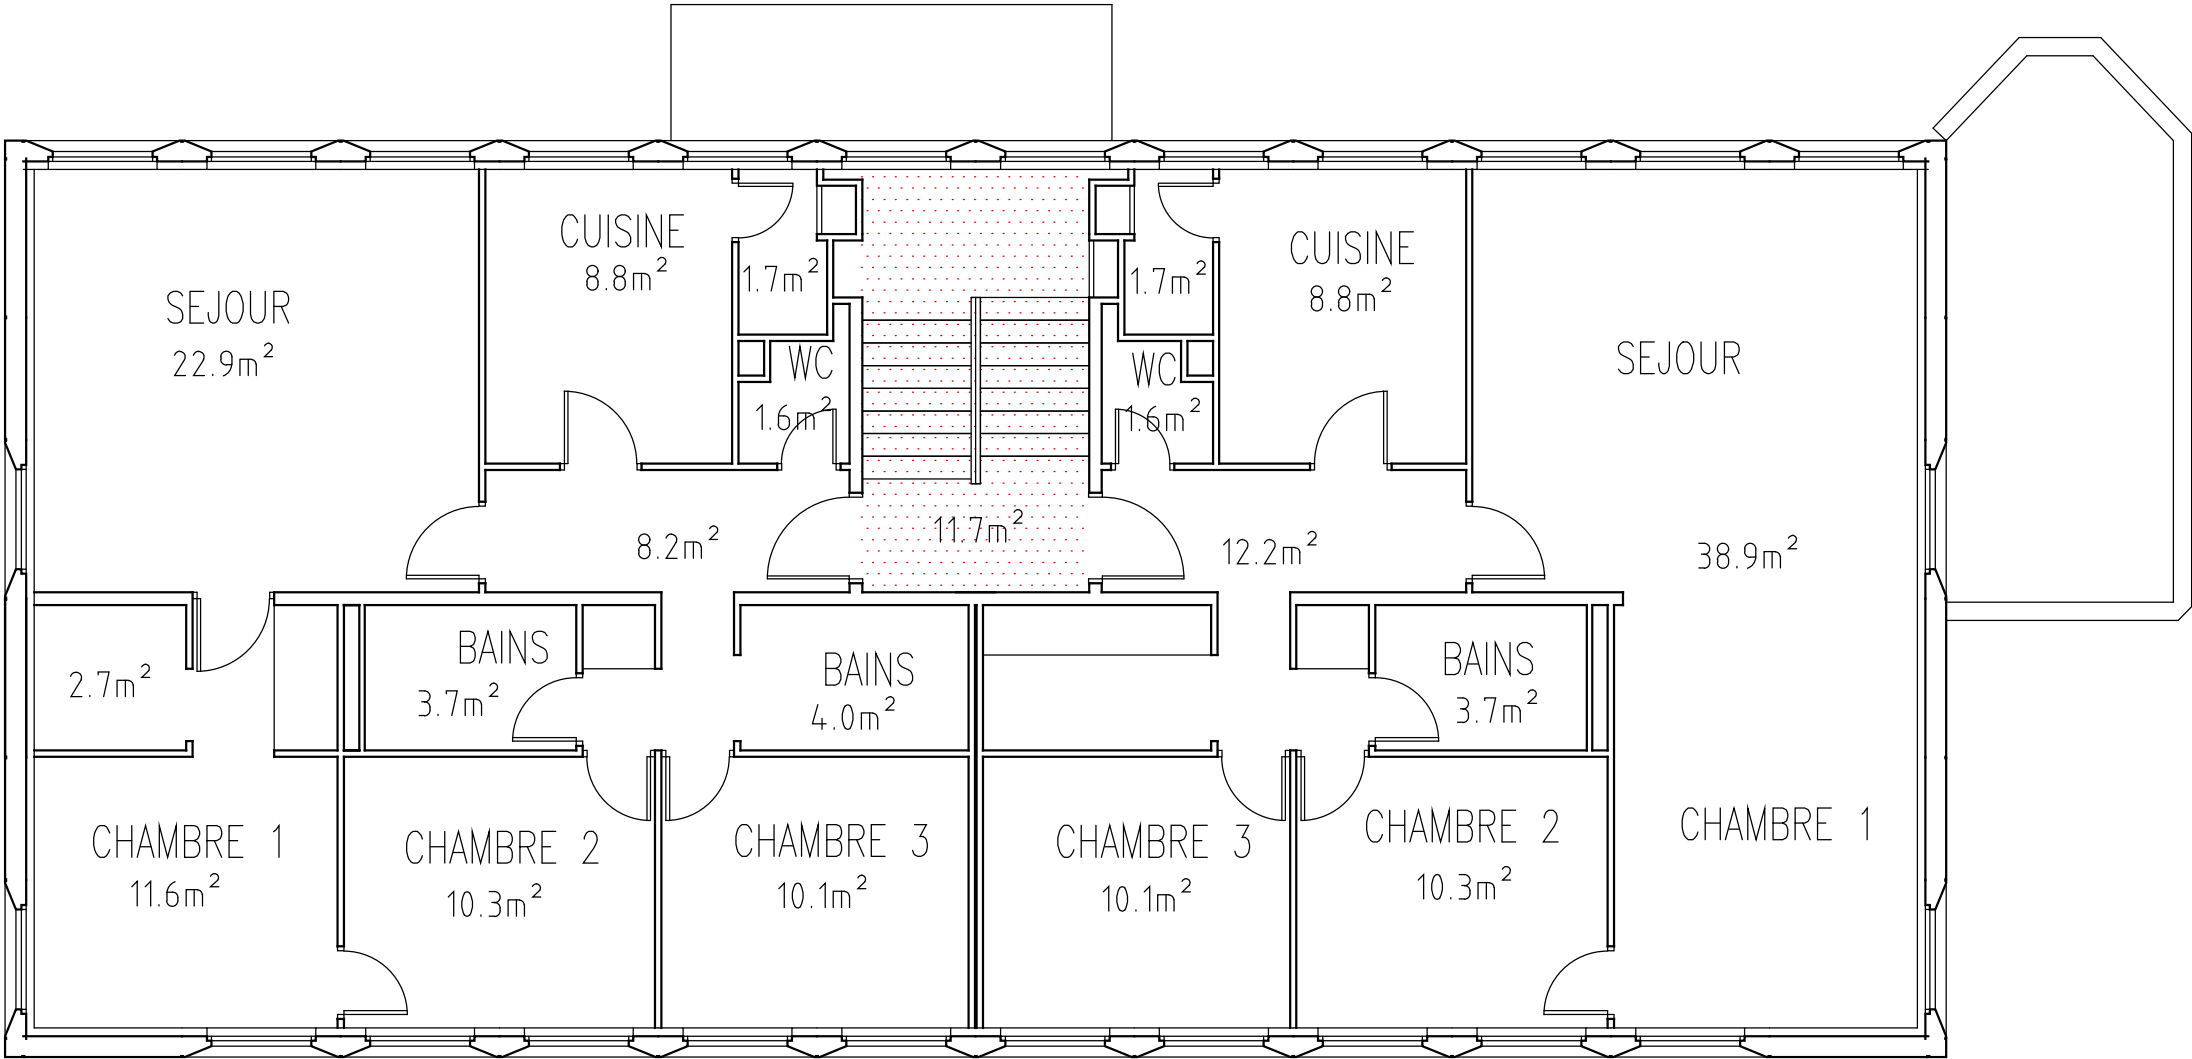 CUISINE
8.8m²
1.7m²
1.7m²
CUISINE
8.8m²
SEJOUR
22.9m²
WC
1.6m²
WC
1.6m²
SEJOUR
8.2m²
11.7m²
12.2m²
38.9m²
2.7m²
BAINS
3.7m²
BAINS
4.0m²
BAINS
3.7m²
CHAMBRE 1
11.6m²
CHAMBRE 2
10.3m²
CHAMBRE 3
10.1m²
CHAMBRE 3
10.1m²
CHAMBRE 2
10.3m²
CHAMBRE 1